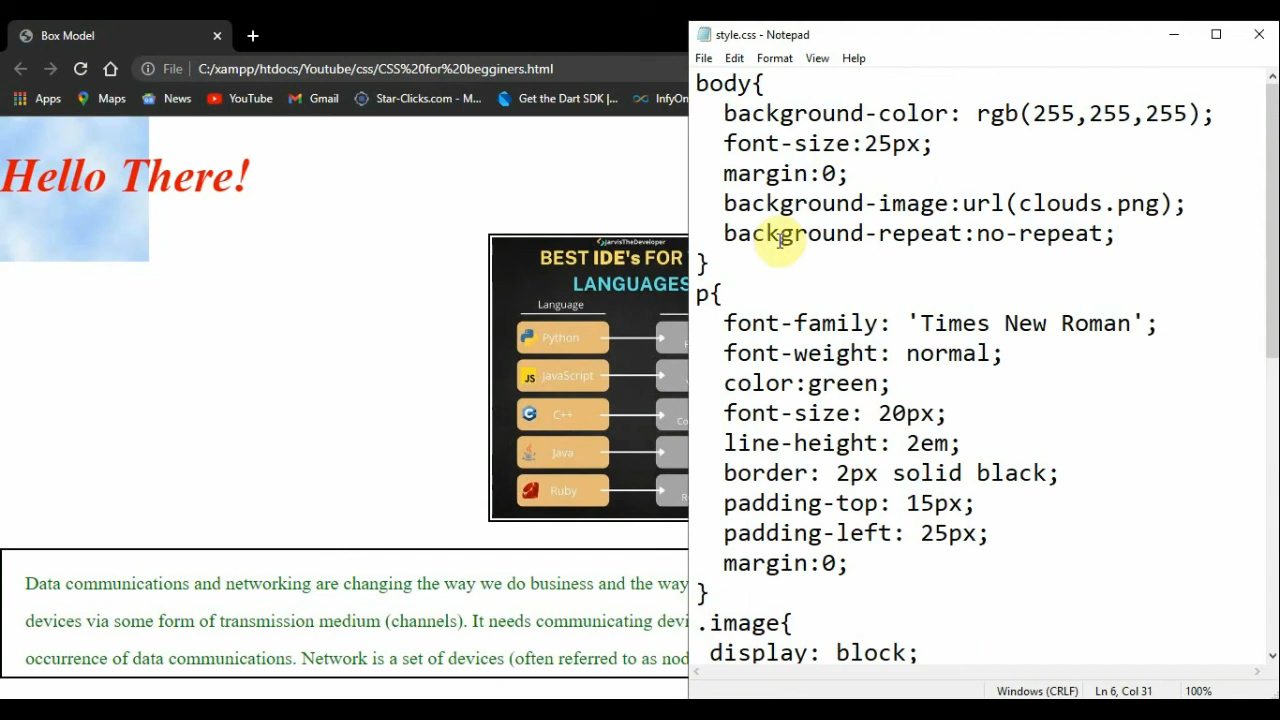 Box Model
File
C:/xampp/htdocs/Youtube/css/CSS%20for%20begginers.html
Apps
Maps
News
YouTube
Gmail
Star-Clicks.com - M...
Get the Dart SDK |...
InfyOn
Hello There!
JarvisTheDeveloper
BEST IDE's FOR
LANGUAGES
Language
Python
JS JavaScript
C++
Java
Ruby
Data communications and networking are changing the way we do business and the way
devices via some form of transmission medium (channels). It needs communicating devi
occurrence of data communications. Network is a set of devices (often referred to as nod
style.css - Notepad
File Edit Format View Help
body{
background-color: rgb(255,255,255);
font-size:25px;
margin:0;
background-image:url(clouds.png);
background-repeat:no-repeat;
}
p{
font-family: 'Times New Roman';
font-weight: normal;
color:green;
font-size: 20px;
line-height: 2em;
border: 2px solid black;
padding-top: 15px;
padding-left: 25px;
margin:0;
}
.image{
display: block;
Windows (CRLF)
Ln 6, Col 31
100%